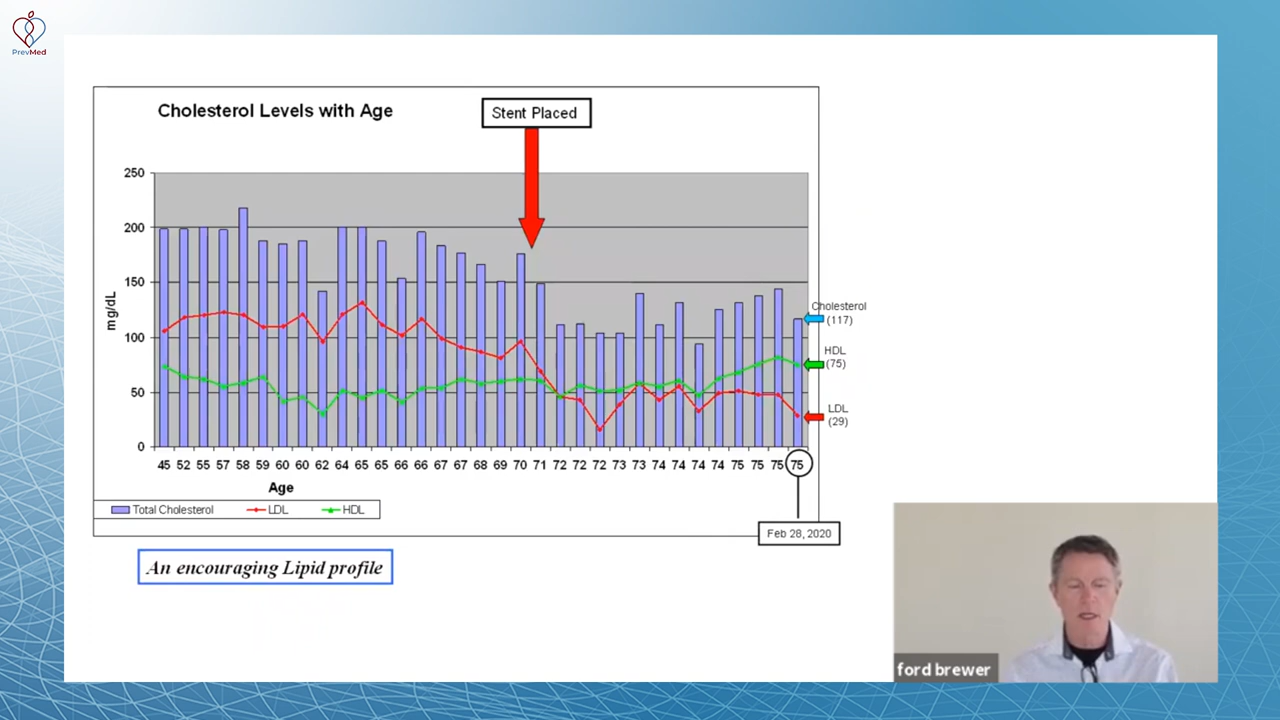 PrevMed
Cholesterol Levels with Age
Stent Placed
250
200
150
100
50
0
mg/dL
Cholesterol
(117)
HDL
(75)
LDL
(29)
45 52 55 57 58 59 60 60 62 64 65 65 66 66 67 67 68 69 70 71 72 72 72 73 73 74 74 74 75 75 75 75
Age
Total Cholesterol LDL HDL
Feb 28, 2020
An encouraging Lipid profile
ford brewer